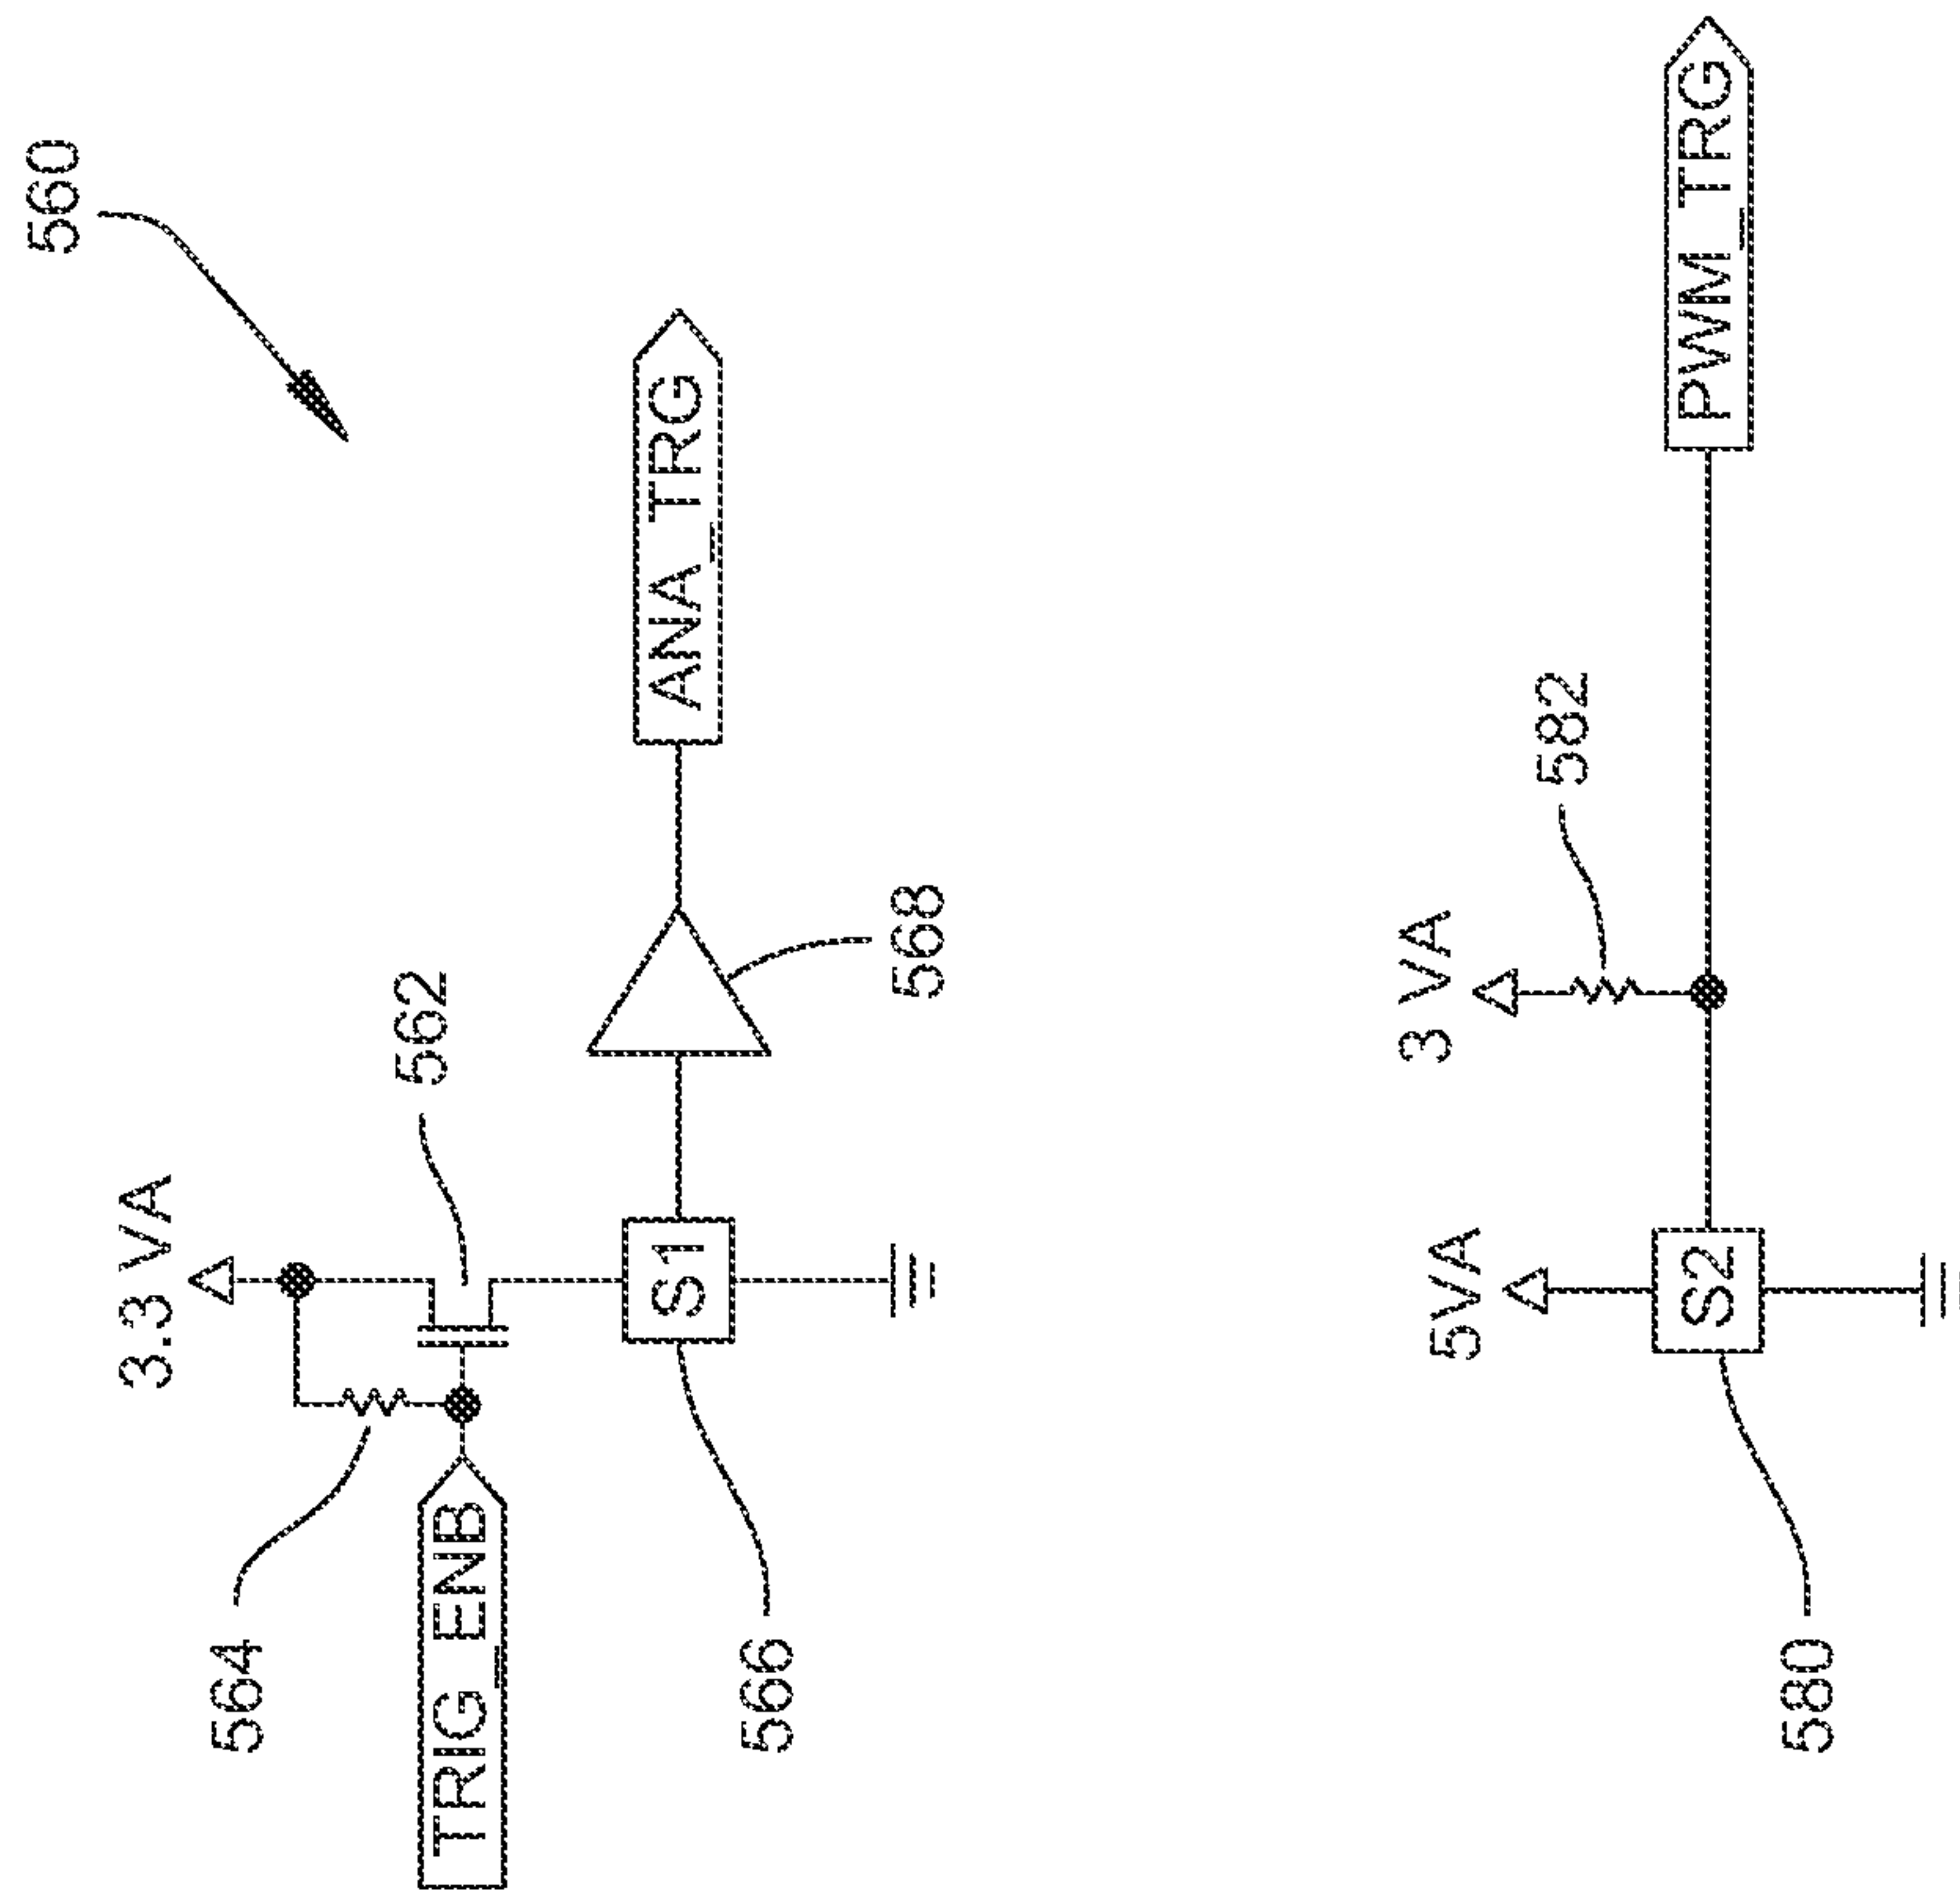 560
3.3 VA
562
564
TRIG_ENB
S1
566
568
ANA_TRG
5VA
3 VA
582
S2
580
PWM_TRG